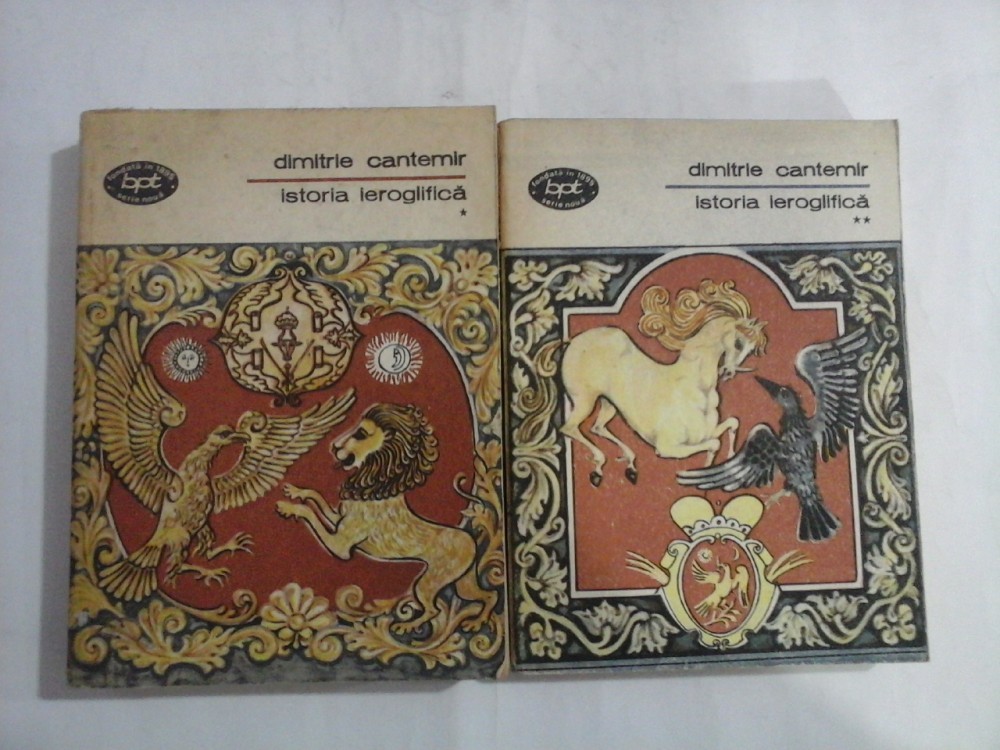 fondată în 1895
bpt
serie nouă
dimitrie cantemir
istoria ieroglifică
*
fondată în 1895
bpt
serie nouă
dimitrie cantemir
istoria ieroglifică
**